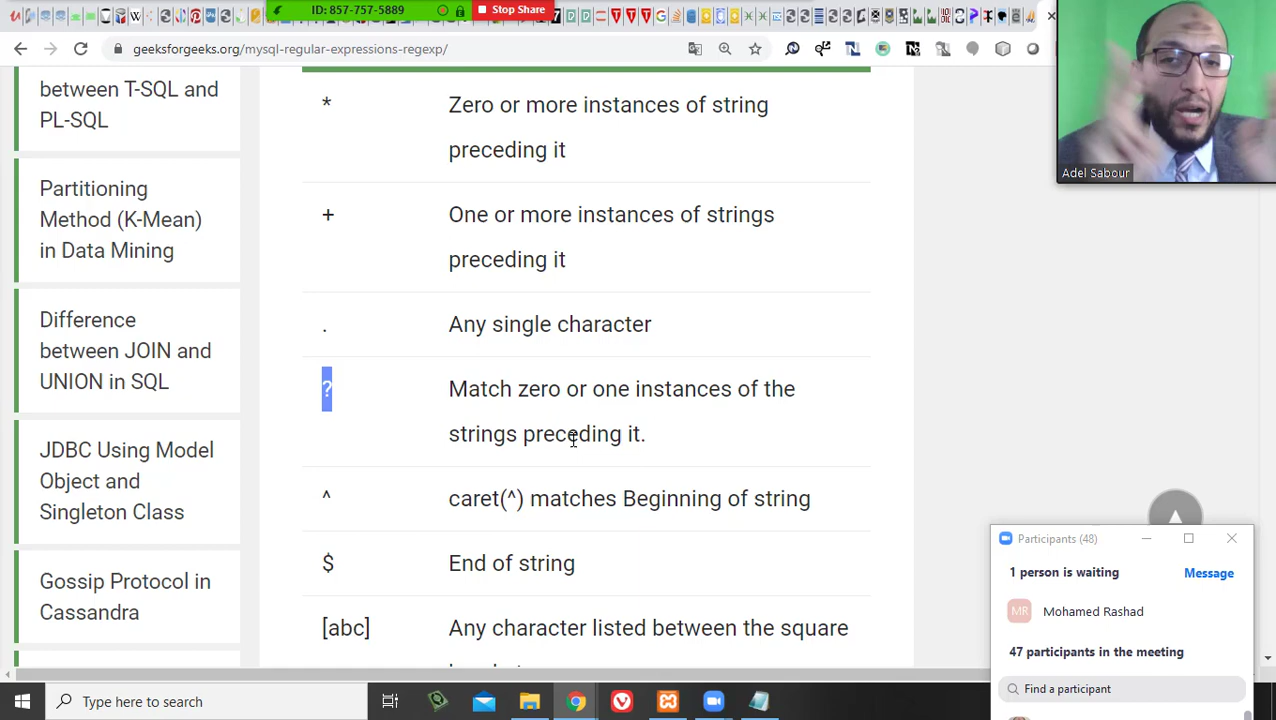 ID: 857-757-5889
Stop Share
geeksforgeeks.org/mysql-regular-expressions-regexp/
Adel Sabour
between T-SQL and
PL-SQL
Partitioning
Method (K-Mean)
in Data Mining
Difference
between JOIN and
UNION in SQL
JDBC Using Model
Object and
Singleton Class
Gossip Protocol in
Cassandra
* Zero or more instances of string
preceding it
+ One or more instances of strings
preceding it
. Any single character
? Match zero or one instances of the
strings preceding it.
^ caret(^) matches Beginning of string
$ End of string
[abc] Any character listed between the square
Participants (48)
1 person is waiting
Message
MR Mohamed Rashad
47 participants in the meeting
Find a participant
Type here to search